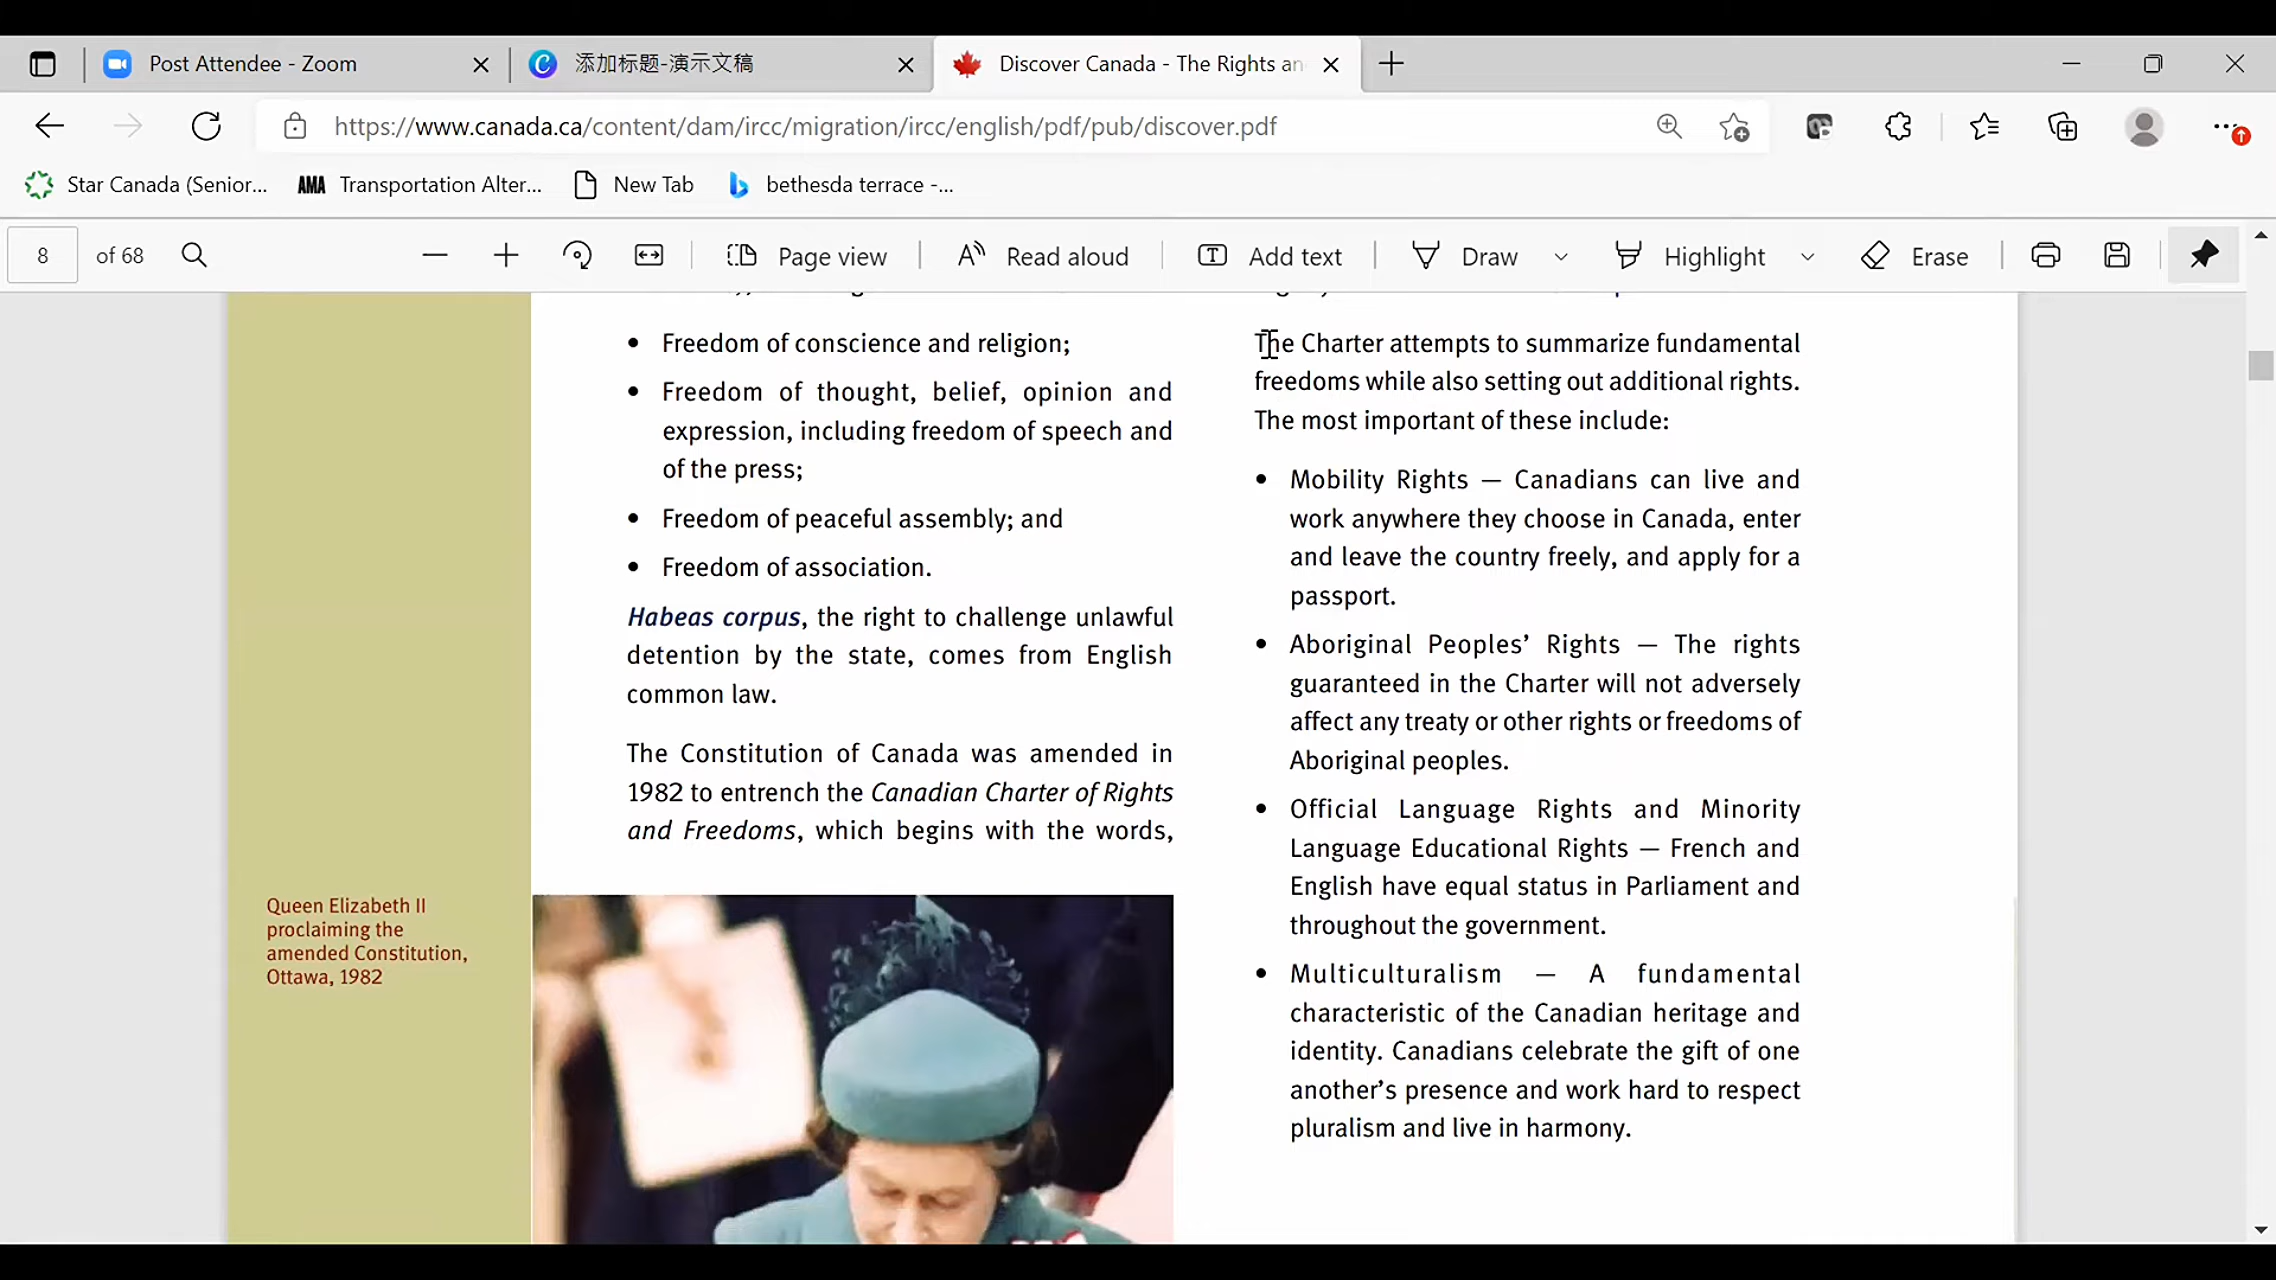 Post Attendee - Zoom
添加标题-演示文稿
Discover Canada - The Rights an
https://www.canada.ca/content/dam/ircc/migration/ircc/english/pdf/pub/discover.pdf
Star Canada (Senior...
AMA Transportation Alter...
New Tab
bethesda terrace -...
8 of 68
Page view
Read aloud
Add text
Draw
Highlight
Erase
• Freedom of conscience and religion;
• Freedom of thought, belief, opinion and
expression, including freedom of speech and
of the press;
• Freedom of peaceful assembly; and
• Freedom of association.
Habeas corpus, the right to challenge unlawful
detention by the state, comes from English
common law.
The Constitution of Canada was amended in
1982 to entrench the Canadian Charter of Rights
and Freedoms, which begins with the words,
Queen Elizabeth II
proclaiming the
amended Constitution,
Ottawa, 1982
The Charter attempts to summarize fundamental
freedoms while also setting out additional rights.
The most important of these include:
• Mobility Rights — Canadians can live and
work anywhere they choose in Canada, enter
and leave the country freely, and apply for a
passport.
• Aboriginal Peoples’ Rights — The rights
guaranteed in the Charter will not adversely
affect any treaty or other rights or freedoms of
Aboriginal peoples.
• Official Language Rights and Minority
Language Educational Rights — French and
English have equal status in Parliament and
throughout the government.
• Multiculturalism — A fundamental
characteristic of the Canadian heritage and
identity. Canadians celebrate the gift of one
another’s presence and work hard to respect
pluralism and live in harmony.